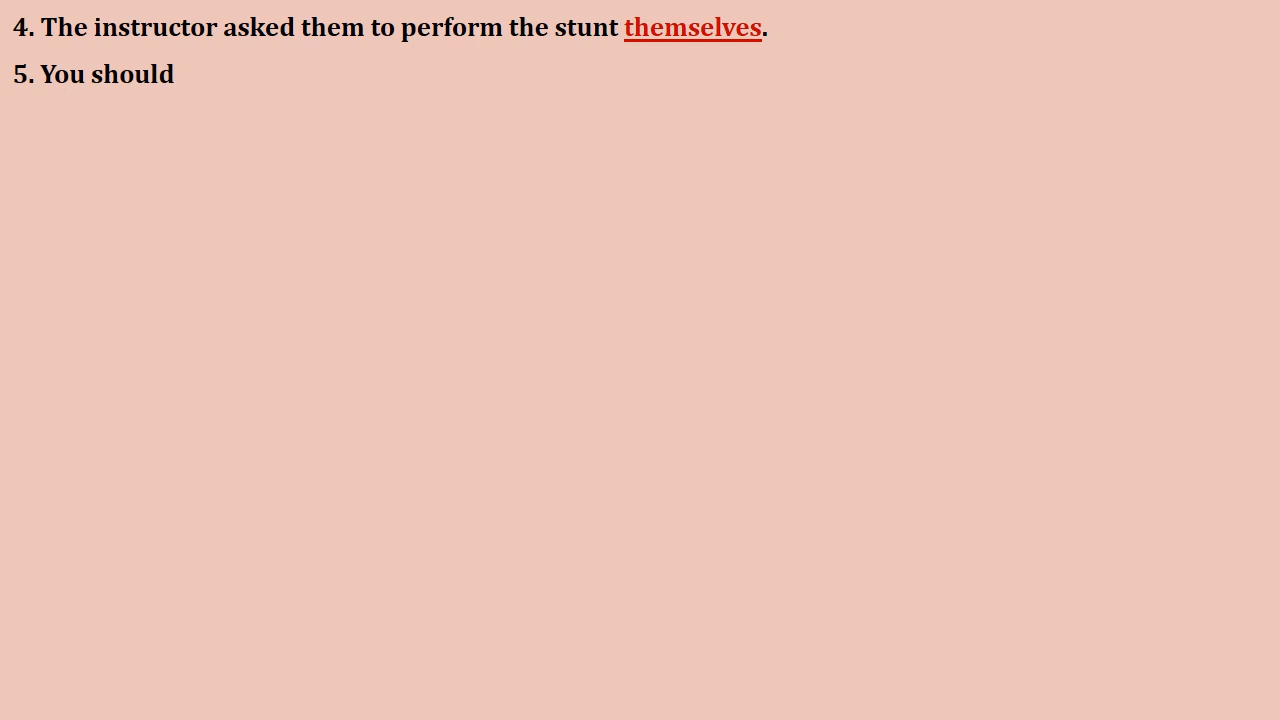 4. The instructor asked them to perform the stunt themselves.
5. You should